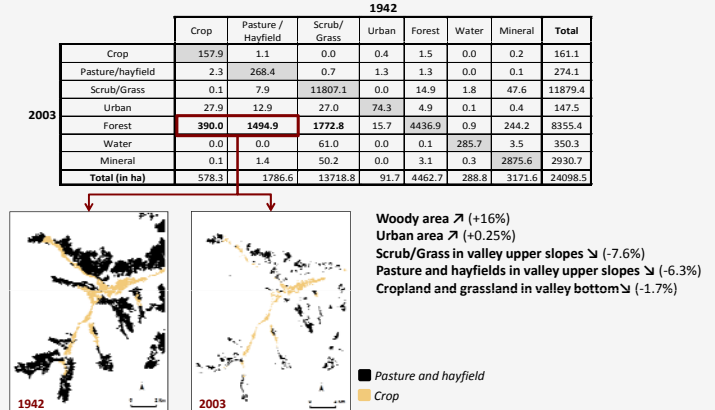 1942
Crop Pasture / Hayfield Scrub/ Grass Urban Forest Water Mineral Total
2003
Crop 157.9 1.1 0.0 0.4 1.5 0.0 0.2 161.1
Pasture/hayfield 2.3 268.4 0.7 1.3 1.3 0.0 0.1 274.1
Scrub/Grass 0.1 7.9 11807.1 0.0 14.9 1.8 47.6 11879.4
Urban 27.9 12.9 27.0 74.3 4.9 0.1 0.4 147.5
Forest 390.0 1494.9 1772.8 15.7 4436.9 0.9 244.2 8355.4
Water 0.0 0.0 61.0 0.0 0.1 285.7 3.5 350.3
Mineral 0.1 1.4 50.2 0.0 3.1 0.3 2875.6 2930.7
Total (in ha) 578.3 1786.6 13718.8 91.7 4462.7 288.8 3171.6 24098.5
Woody area ↗ (+16%)
Urban area ↗ (+0.25%)
Scrub/Grass in valley upper slopes ↘ (-7.6%)
Pasture and hayfields in valley upper slopes ↘ (-6.3%)
Cropland and grassland in valley bottom↘ (-1.7%)
Pasture and hayfield
Crop
1942
2003